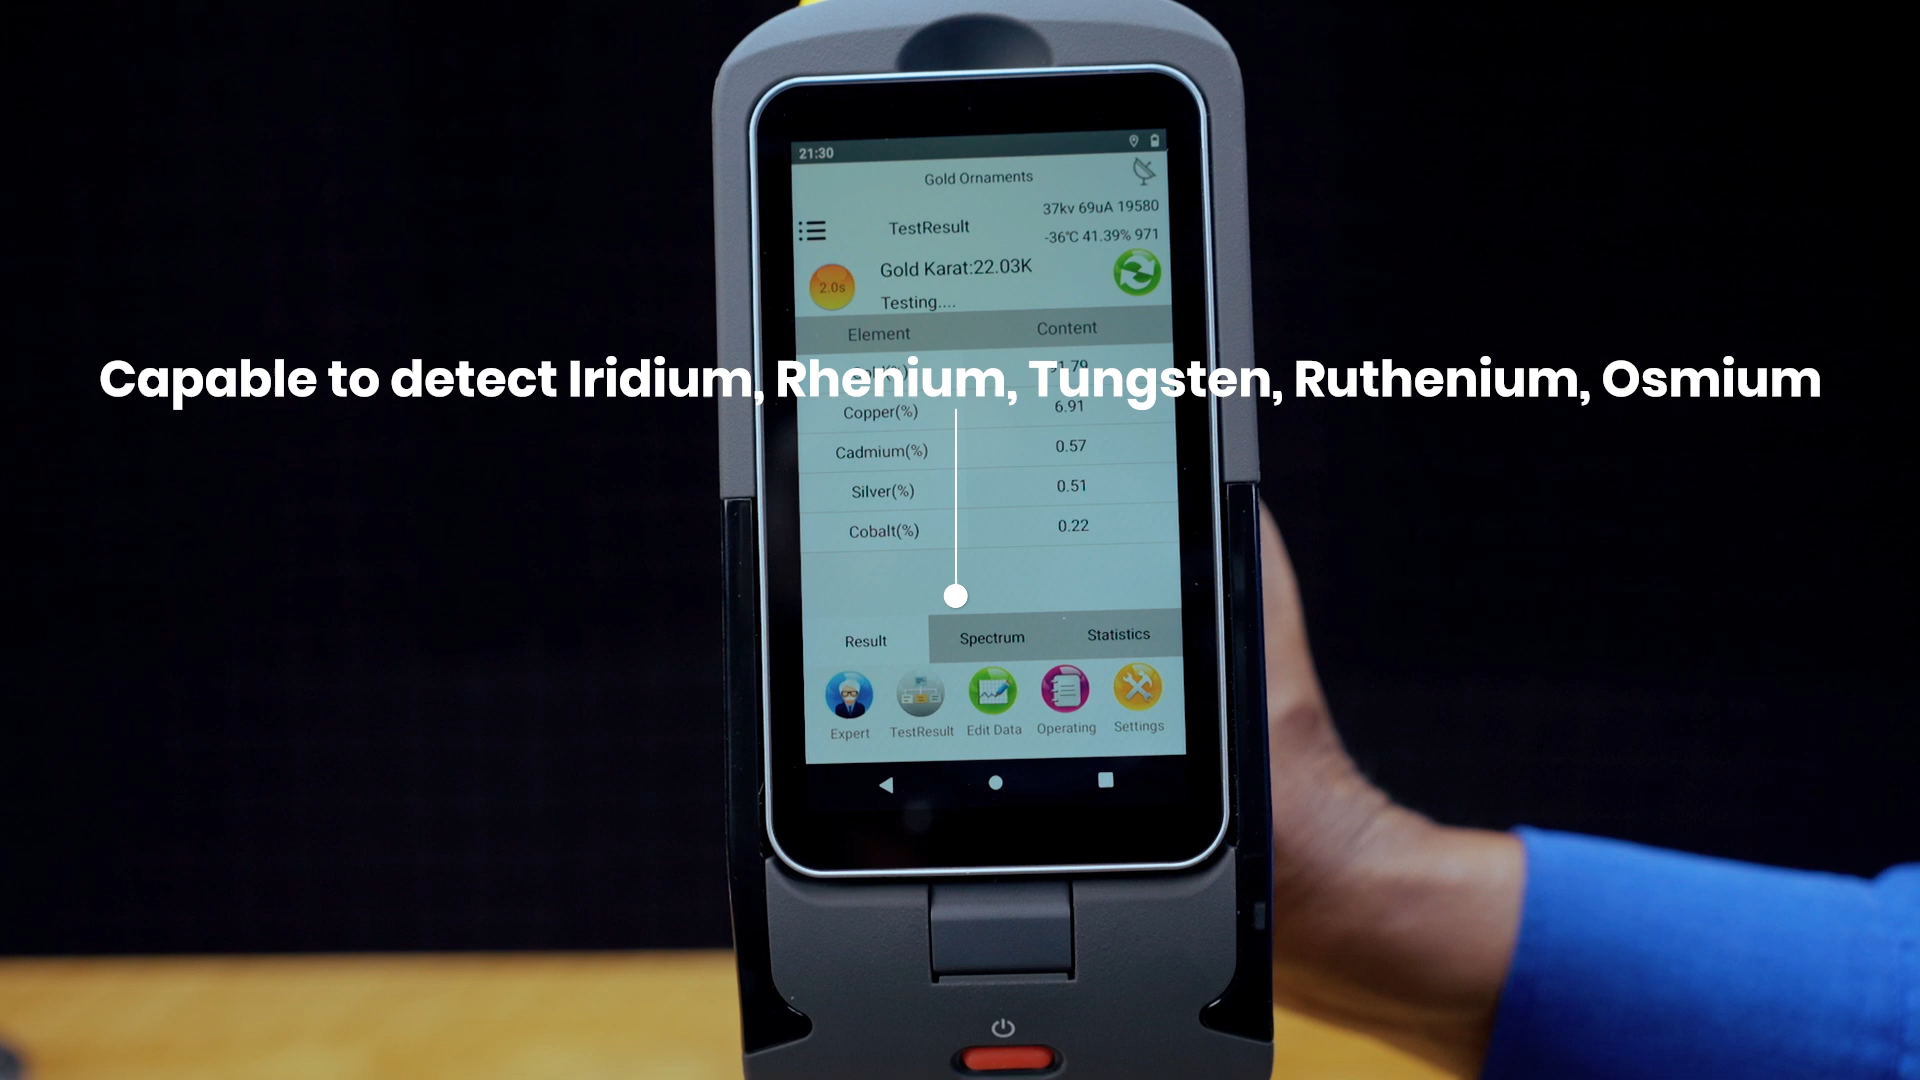 21:30
Gold Ornaments
37kv 69uA 19580
TestResult
-36℃ 41.39% 971
Gold Karat:22.03K
2.0s
Testing....
Element Content
Capable to detect Iridium, Rhenium, Tungsten, Ruthenium, Osmium
Copper(%) 6.91
Cadmium(%) 0.57
Silver(%) 0.51
Cobalt(%) 0.22
Result Spectrum Statistics
Expert TestResult Edit Data Operating Settings